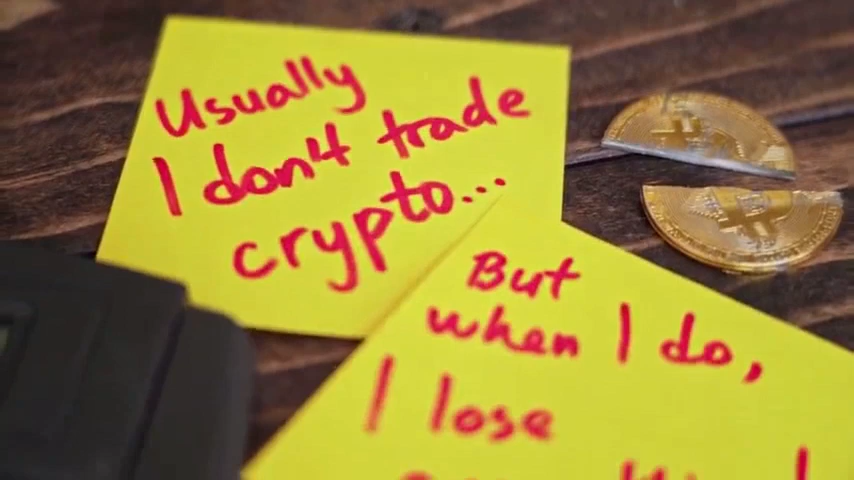 Usually
I don't trade
crypto...
But
when I do,
I lose